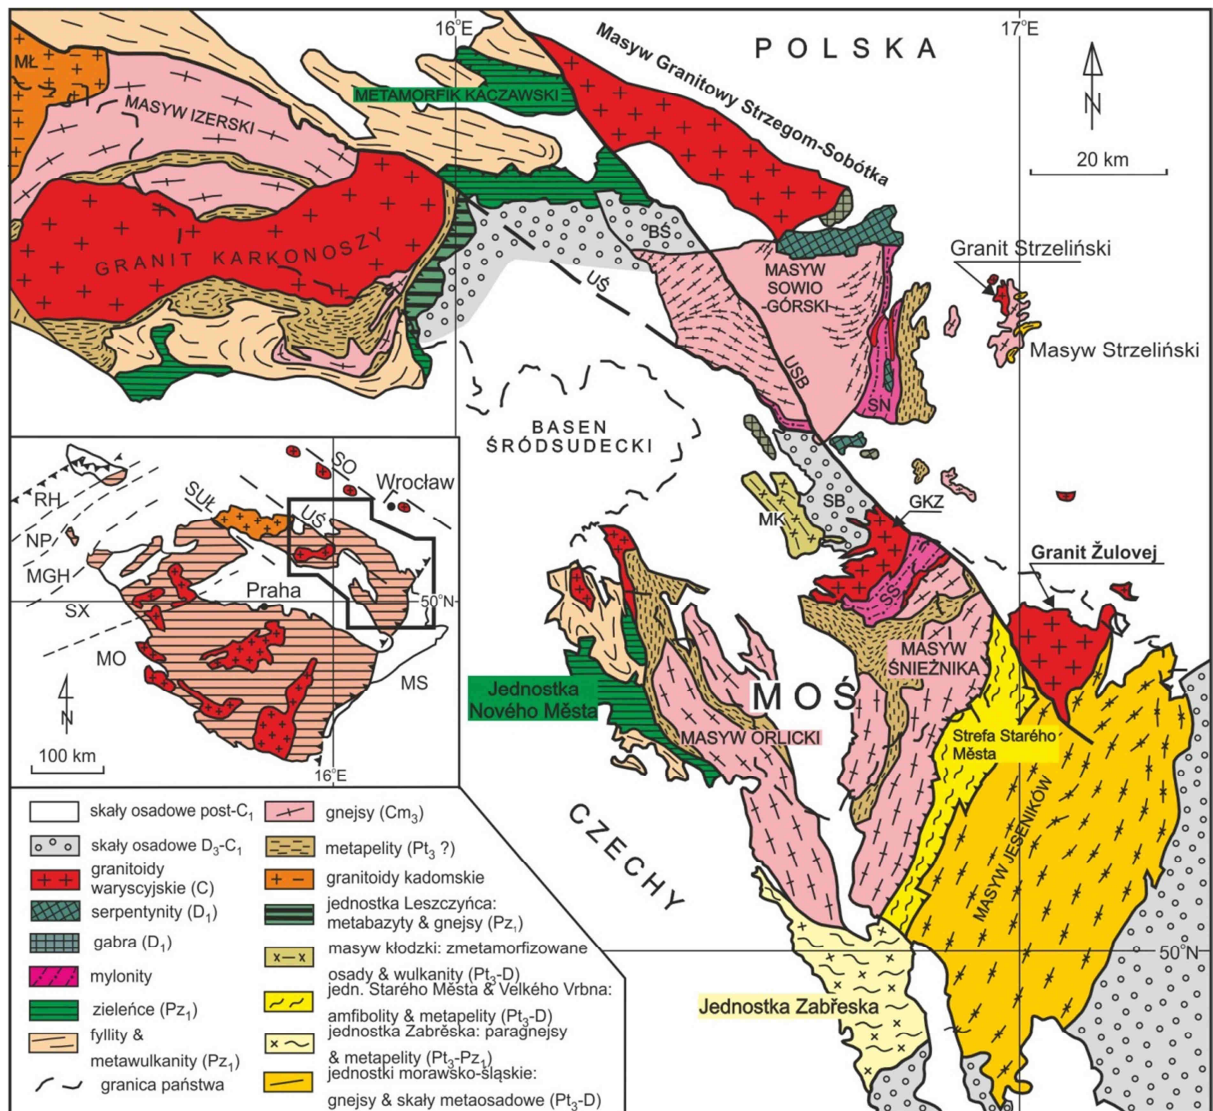 16°E
17°E
POLSKA
N
20 km
MŁ
METAMORFIK KACZAWSKI
Masyw Granitowy Strzegom-Sobótka
MASYW IZERSKI
GRANIT KARKONOSZY
BŚ
UŚ
MASYW
SOWIO
GÓRSKI
Granit Strzeliński
Masyw Strzeliński
USB
SN
BASEN
ŚRÓDSUDECKI
SB
MK
GKZ
SS
Granit Žulovej
MASYW
ŚNIEŻNIKA
MOŚ
Jednostka
Nového Města
MASYW ORLICKI
Strefa Starého
Města
MASYW JESENIKÓW
CZECHY
50°N
Jednostka Zabřeska
SO
Wrocław
RH
SUŁ
UŚ
NP
MGH
SX
Praha
50°N
MO
MS
N
100 km
16°E
skały osadowe post-C₁
skały osadowe D₃-C₁
granitoidy
waryscyjskie (C)
serpentynity (D₁)
gabra (D₁)
mylonity
zieleńce (Pz₁)
fyllity &
metawulkanity (Pz₁)
granica państwa
gnejsy (Cm₃)
metapelity (Pt₃ ?)
granitoidy kadomskie
jednostka Leszczyńca:
metabazyty & gnejsy (Pz₁)
masyw kłodzki: zmetamorfizowane
osady & wulkanity (Pt₃-D)
jedn. Starého Města & Velkého Vrbna:
amfibolity & metapelity (Pt₃-D)
jednostka Zabrěska: paragnejsy
& metapelity (Pt₃-Pz₁)
jednostki morawsko-śląskie:
gnejsy & skały metaosadowe (Pt₃-D)